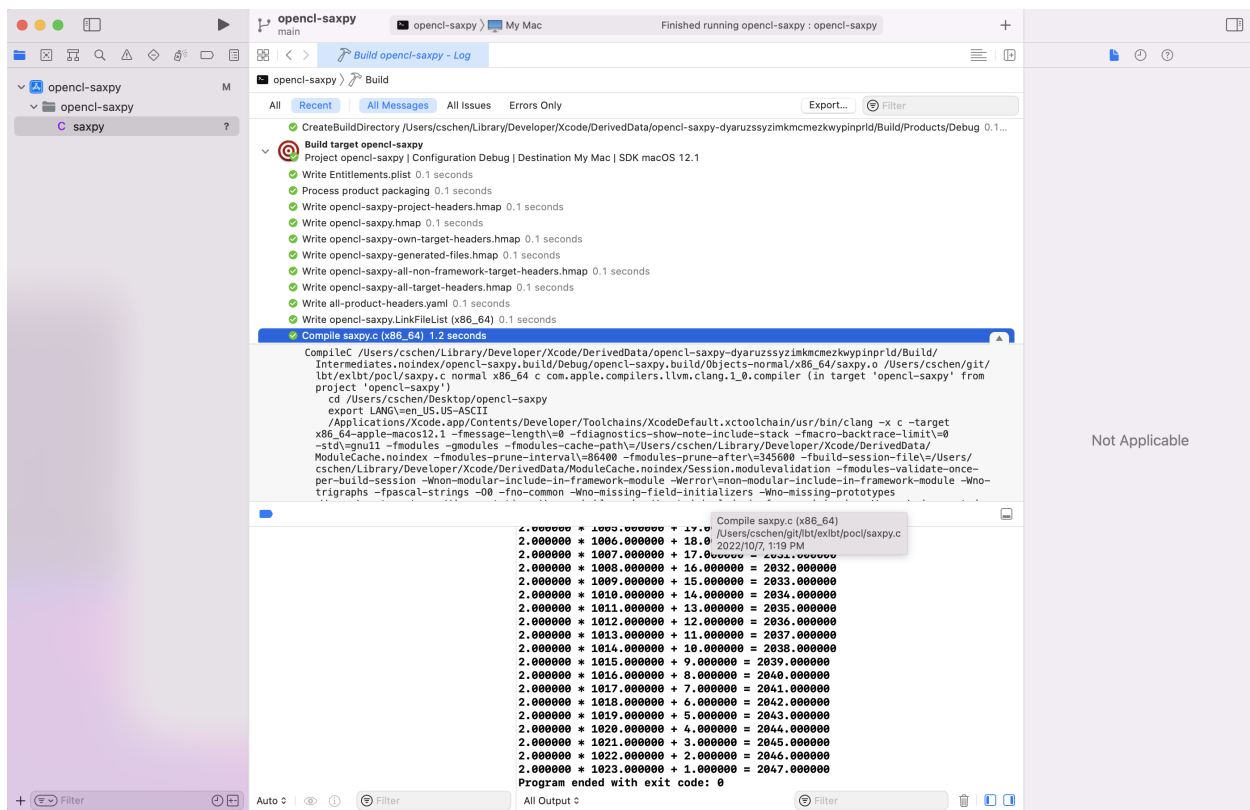 opencl-saxpy
main
opencl-saxpy
My Mac
Finished running opencl-saxpy : opencl-saxpy
Build opencl-saxpy - Log
opencl-saxpy
M
opencl-saxpy
C saxpy
?
opencl-saxpy
Build
All
Recent
All Messages
All Issues
Errors Only
Export...
Filter
CreateBuildDirectory /Users/cschen/Library/Developer/Xcode/DerivedData/opencl-saxpy-dyaruzssyzimkmcmezkwypinprld/Build/Products/Debug 0.1...
Build target opencl-saxpy
Project opencl-saxpy | Configuration Debug | Destination My Mac | SDK macOS 12.1
Write Entitlements.plist 0.1 seconds
Process product packaging 0.1 seconds
Write opencl-saxpy-project-headers.hmap 0.1 seconds
Write opencl-saxpy.hmap 0.1 seconds
Write opencl-saxpy-own-target-headers.hmap 0.1 seconds
Write opencl-saxpy-generated-files.hmap 0.1 seconds
Write opencl-saxpy-all-non-framework-target-headers.hmap 0.1 seconds
Write opencl-saxpy-all-target-headers.hmap 0.1 seconds
Write all-product-headers.yaml 0.1 seconds
Write opencl-saxpy.LinkFileList (x86_64) 0.1 seconds
Compile saxpy.c (x86_64) 1.2 seconds
CompileC /Users/cschen/Library/Developer/Xcode/DerivedData/opencl-saxpy-dyaruzssyzimkmcmezkwypinprld/Build/
Intermediates.noindex/opencl-saxpy.build/Debug/opencl-saxpy.build/Objects-normal/x86_64/saxpy.o /Users/cschen/git/
lbt/exlbt/pocl/saxpy.c normal x86_64 c com.apple.compilers.llvm.clang.1_0.compiler (in target 'opencl-saxpy' from
project 'opencl-saxpy')
cd /Users/cschen/Desktop/opencl-saxpy
export LANG\=en_US.US-ASCII
/Applications/Xcode.app/Contents/Developer/Toolchains/XcodeDefault.xctoolchain/usr/bin/clang -x c -target
x86_64-apple-macos12.1 -fmessage-length\=0 -fdiagnostics-show-note-include-stack -fmacro-backtrace-limit\=0
-std\=gnu11 -fmodules -gmodules -fmodules-cache-path\=/Users/cschen/Library/Developer/Xcode/DerivedData/
ModuleCache.noindex -fmodules-prune-interval\=86400 -fmodules-prune-after\=345600 -fbuild-session-file\=/Users/
cschen/Library/Developer/Xcode/DerivedData/ModuleCache.noindex/Session.modulevalidation -fmodules-validate-once-
per-build-session -Wnon-modular-include-in-framework-module -Werror\=non-modular-include-in-framework-module -Wno-
trigraphs -fpascal-strings -O0 -fno-common -Wno-missing-field-initializers -Wno-missing-prototypes
Not Applicable
Compile saxpy.c (x86_64)
/Users/cschen/git/lbt/exlbt/pocl/saxpy.c
2022/10/7, 1:19 PM
2.000000 * 1005.000000 + 19.0
2.000000 * 1006.000000 + 18.0
2.000000 * 1007.000000 + 17.000000 = 2031.000000
2.000000 * 1008.000000 + 16.000000 = 2032.000000
2.000000 * 1009.000000 + 15.000000 = 2033.000000
2.000000 * 1010.000000 + 14.000000 = 2034.000000
2.000000 * 1011.000000 + 13.000000 = 2035.000000
2.000000 * 1012.000000 + 12.000000 = 2036.000000
2.000000 * 1013.000000 + 11.000000 = 2037.000000
2.000000 * 1014.000000 + 10.000000 = 2038.000000
2.000000 * 1015.000000 + 9.000000 = 2039.000000
2.000000 * 1016.000000 + 8.000000 = 2040.000000
2.000000 * 1017.000000 + 7.000000 = 2041.000000
2.000000 * 1018.000000 + 6.000000 = 2042.000000
2.000000 * 1019.000000 + 5.000000 = 2043.000000
2.000000 * 1020.000000 + 4.000000 = 2044.000000
2.000000 * 1021.000000 + 3.000000 = 2045.000000
2.000000 * 1022.000000 + 2.000000 = 2046.000000
2.000000 * 1023.000000 + 1.000000 = 2047.000000
Program ended with exit code: 0
Filter
Auto
Filter
All Output
Filter